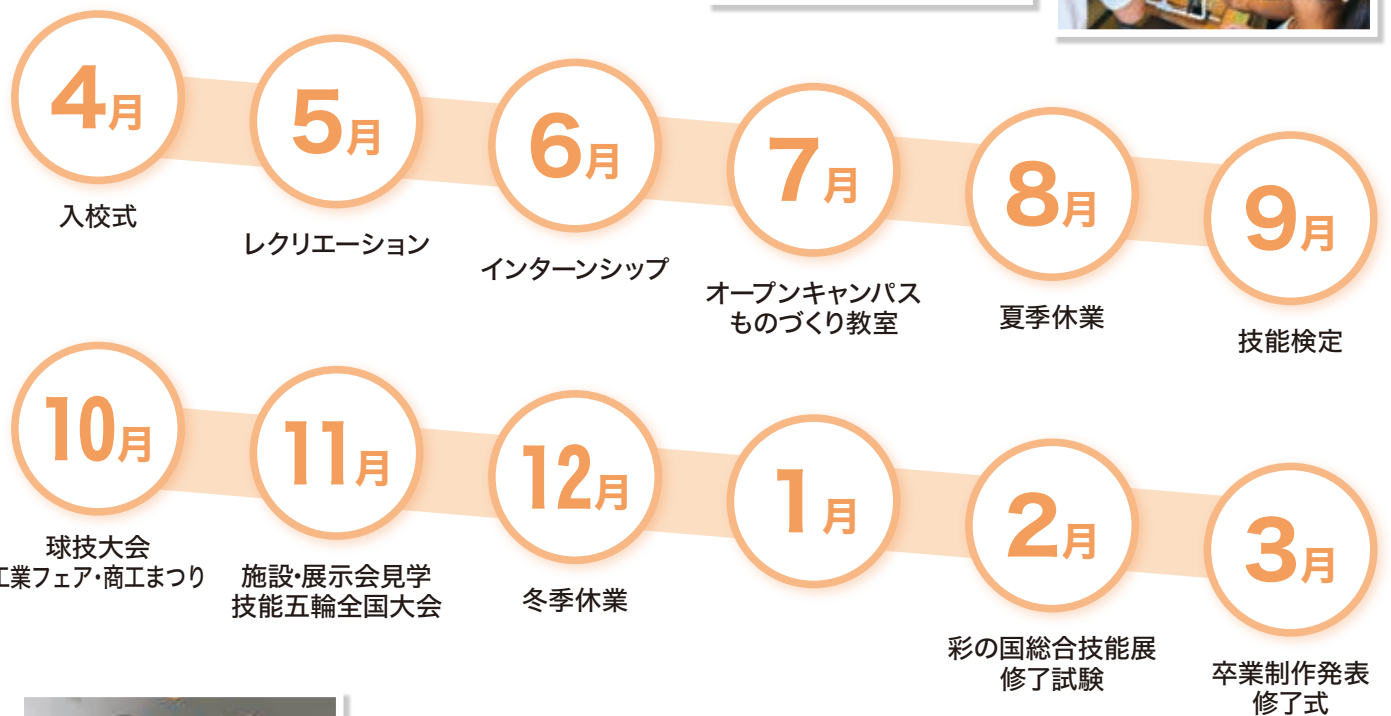 4月
入校式
5月
レクリエーション
6月
インターンシップ
7月
オープンキャンパス
ものづくり教室
8月
夏季休業
9月
技能検定
10月
球技大会
工業フェア・商工まつり
11月
施設・展示会見学
技能五輪全国大会
12月
冬季休業
1月
2月
彩の国総合技能展
修了試験
3月
卒業制作発表
修了式